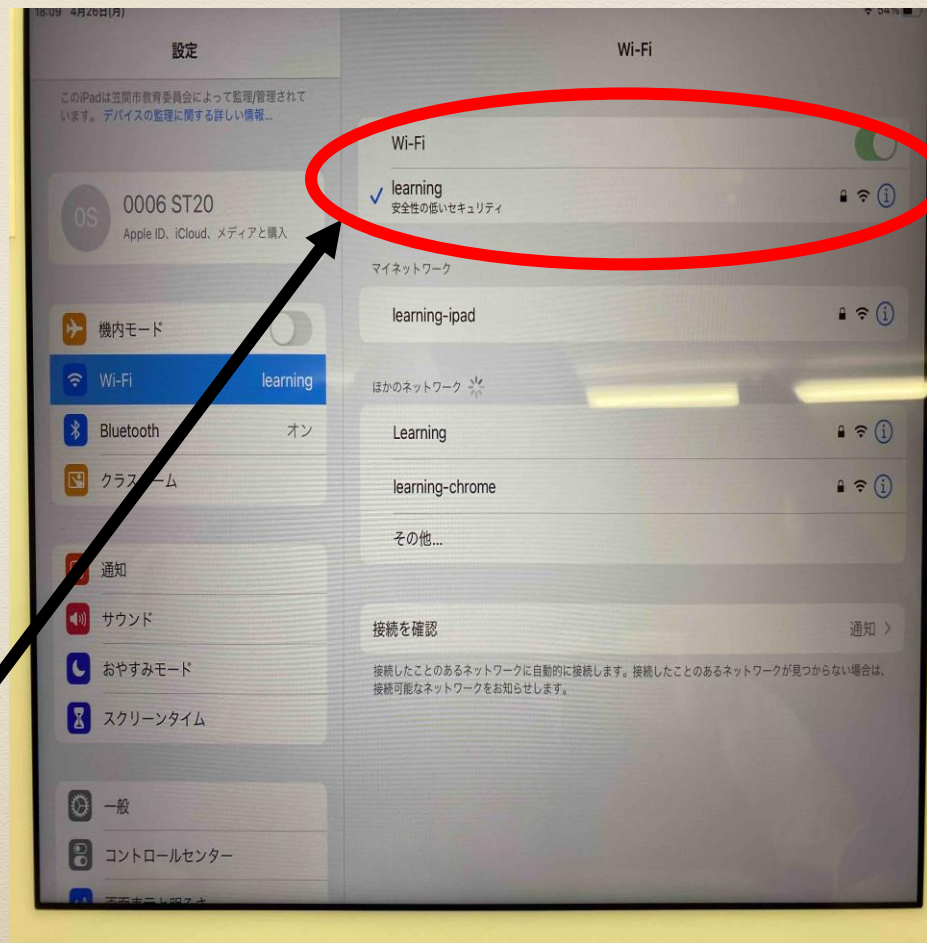 18:09 4月26日(月)
54%
設定
Wi-Fi
このiPadは笠間市教育委員会によって監理/管理されて
います。デバイスの監理に関する詳しい情報...
OS
0006 ST20
Apple ID、iCloud、メディアと購入
機内モード
Wi-Fi learning
Bluetooth オン
クラスルーム
通知
サウンド
おやすみモード
スクリーンタイム
一般
コントロールセンター
Wi-Fi
learning
安全性の低いセキュリティ
マイネットワーク
learning-ipad
ほかのネットワーク
Learning
learning-chrome
その他...
接続を確認 通知
接続したことのあるネットワークに自動的に接続します。接続したことのあるネットワークが見つからない場合は、
接続可能なネットワークをお知らせします。